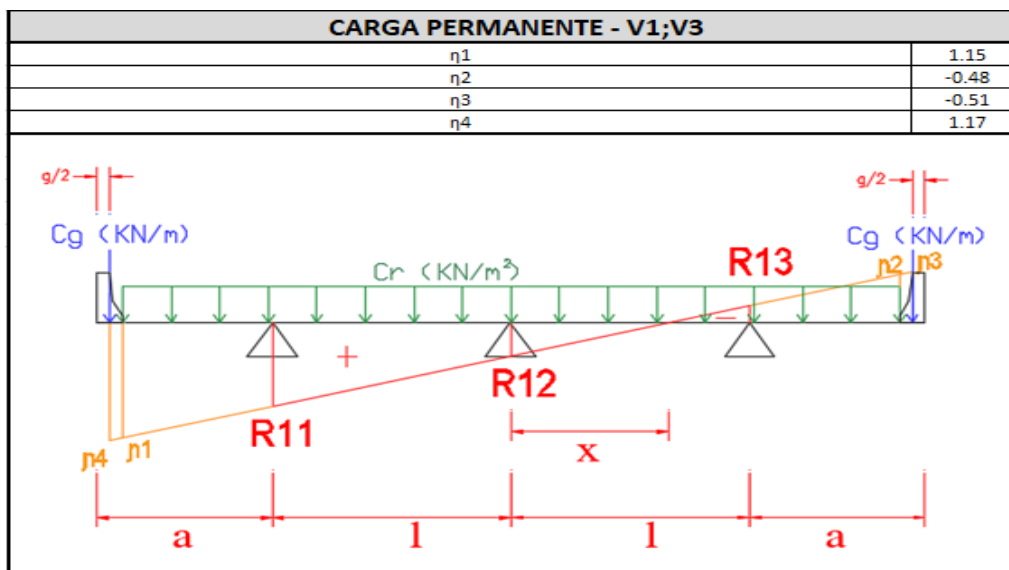 CARGA PERMANENTE - V1;V3
η1 1.15
η2 -0.48
η3 -0.51
η4 1.17
g/2 g/2
Cg (KN/m) Cg (KN/m)
Cr (KN/m²) R13 η2 η3
+ −
R11 R12
η4 η1 x
a l l a